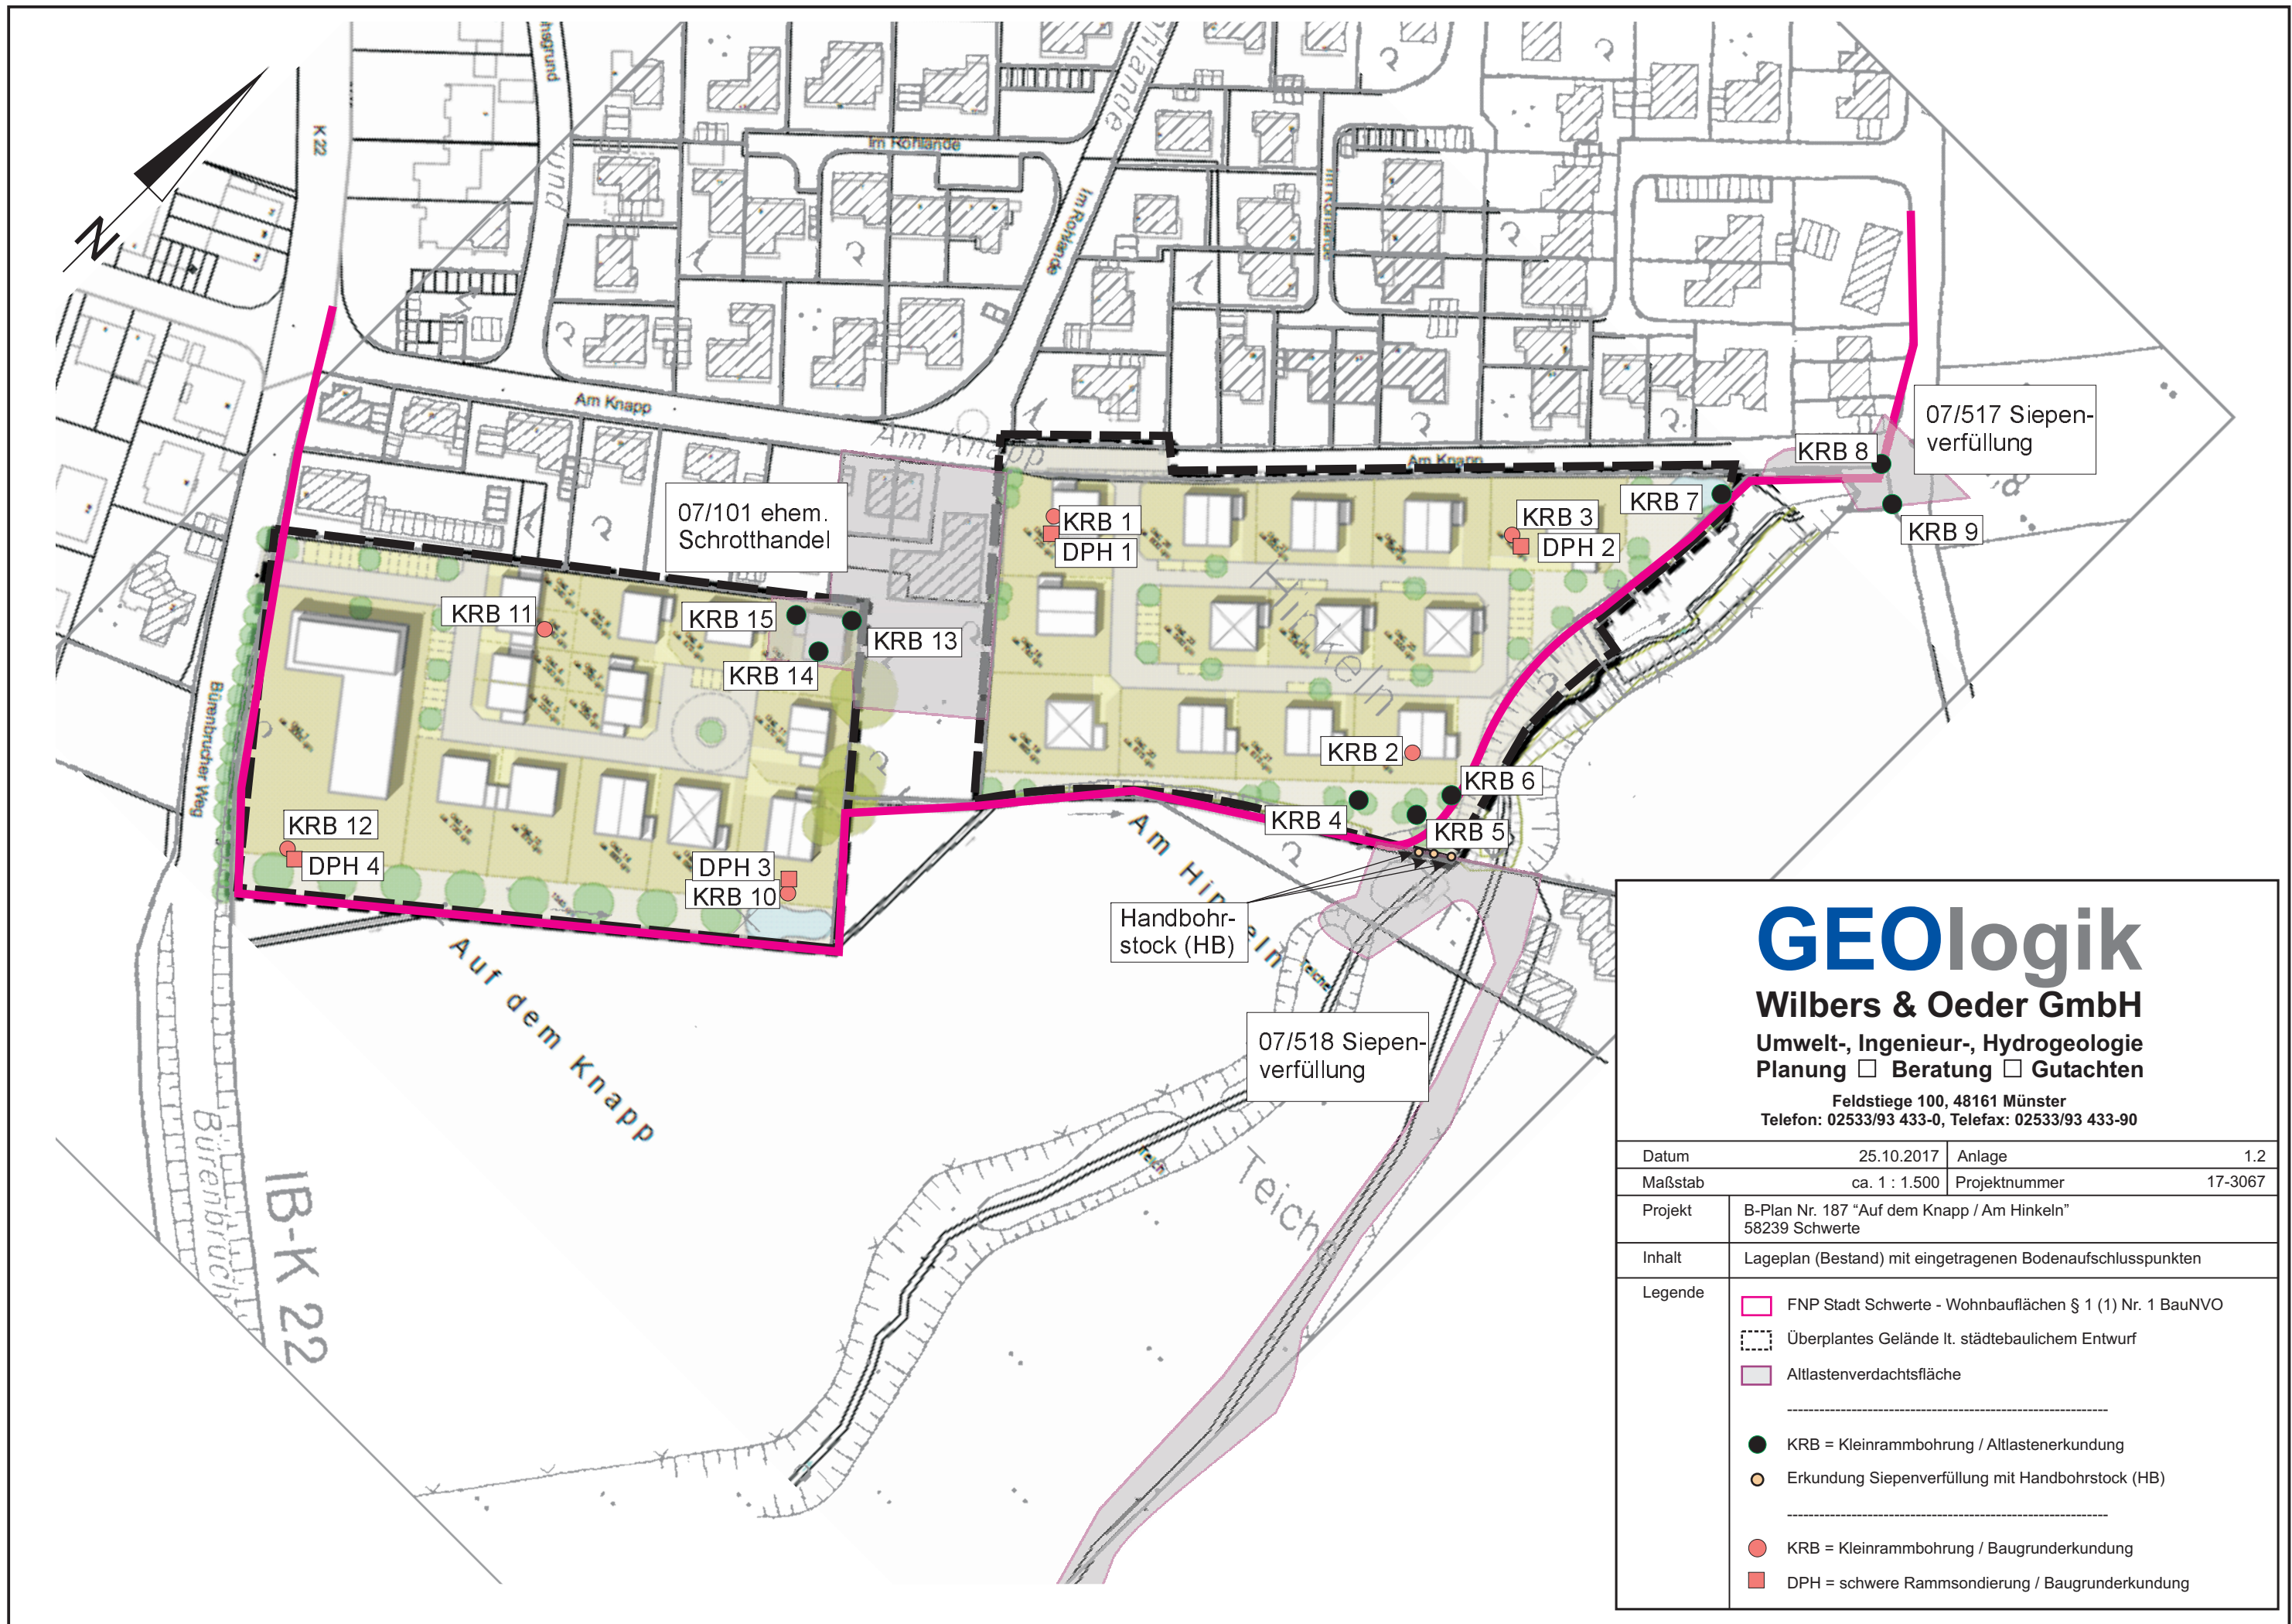 K 22
Im Rohlande
Im Rohlande
Am Knapp
Am Knapp
Am Knapp
07/517 Siepen-
verfüllung
KRB 8
KRB 7
KRB 9
07/101 ehem.
Schrotthandel
KRB 1
DPH 1
KRB 3
DPH 2
KRB 11
KRB 15
KRB 13
KRB 14
Hinkeln
KRB 2
KRB 6
KRB 4
KRB 5
Bürenbrucher Weg
KRB 12
DPH 4
DPH 3
KRB 10
Am Hinkeln
Handbohr-
stock (HB)
Auf dem Knapp
Teiche
07/518 Siepen-
verfüllung
Teich
Teiche
Bürenbruch
IB-K 22
N
GEOlogik
Wilbers & Oeder GmbH
Umwelt-, Ingenieur-, Hydrogeologie
Planung □ Beratung □ Gutachten
Feldstiege 100, 48161 Münster
Telefon: 02533/93 433-0, Telefax: 02533/93 433-90
Datum 25.10.2017 Anlage 1.2
Maßstab ca. 1 : 1.500 Projektnummer 17-3067
Projekt B-Plan Nr. 187 “Auf dem Knapp / Am Hinkeln”
58239 Schwerte
Inhalt Lageplan (Bestand) mit eingetragenen Bodenaufschlusspunkten
Legende
FNP Stadt Schwerte - Wohnbauflächen § 1 (1) Nr. 1 BauNVO
Überplantes Gelände lt. städtebaulichem Entwurf
Altlastenverdachtsfläche
KRB = Kleinrammbohrung / Altlastenerkundung
Erkundung Siepenverfüllung mit Handbohrstock (HB)
KRB = Kleinrammbohrung / Baugrunderkundung
DPH = schwere Rammsondierung / Baugrunderkundung